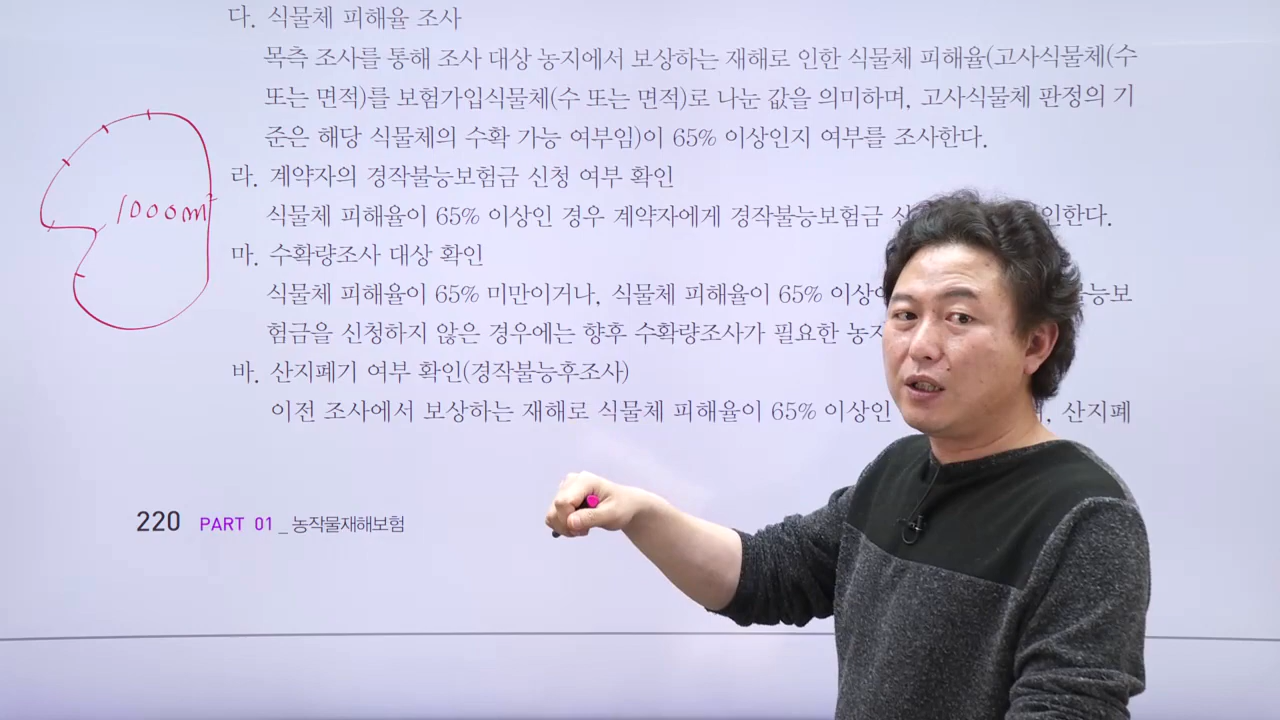 다. 식물체 피해율 조사
목측 조사를 통해 조사 대상 농지에서 보상하는 재해로 인한 식물체 피해율(고사식물체(수
또는 면적)를 보험가입식물체(수 또는 면적)로 나눈 값을 의미하며, 고사식물체 판정의 기
준은 해당 식물체의 수확 가능 여부임)이 65% 이상인지 여부를 조사한다.
라. 계약자의 경작불능보험금 신청 여부 확인
식물체 피해율이 65% 이상인 경우 계약자에게 경작불능보험금 인한다.
1000m
마. 수확량조사 대상 확인
식물체 피해율이 65% 미만이거나, 식물체 피해율이 65% 이상 능보
험금을 신청하지 않은 경우에는 향후 수확량조사가 필요한 농지
바. 산지폐기 여부 확인(경작불능후조사)
이전 조사에서 보상하는 재해로 식물체 피해율이 65% 이상인 산지폐
220 PART 01 _ 농작물재해보험